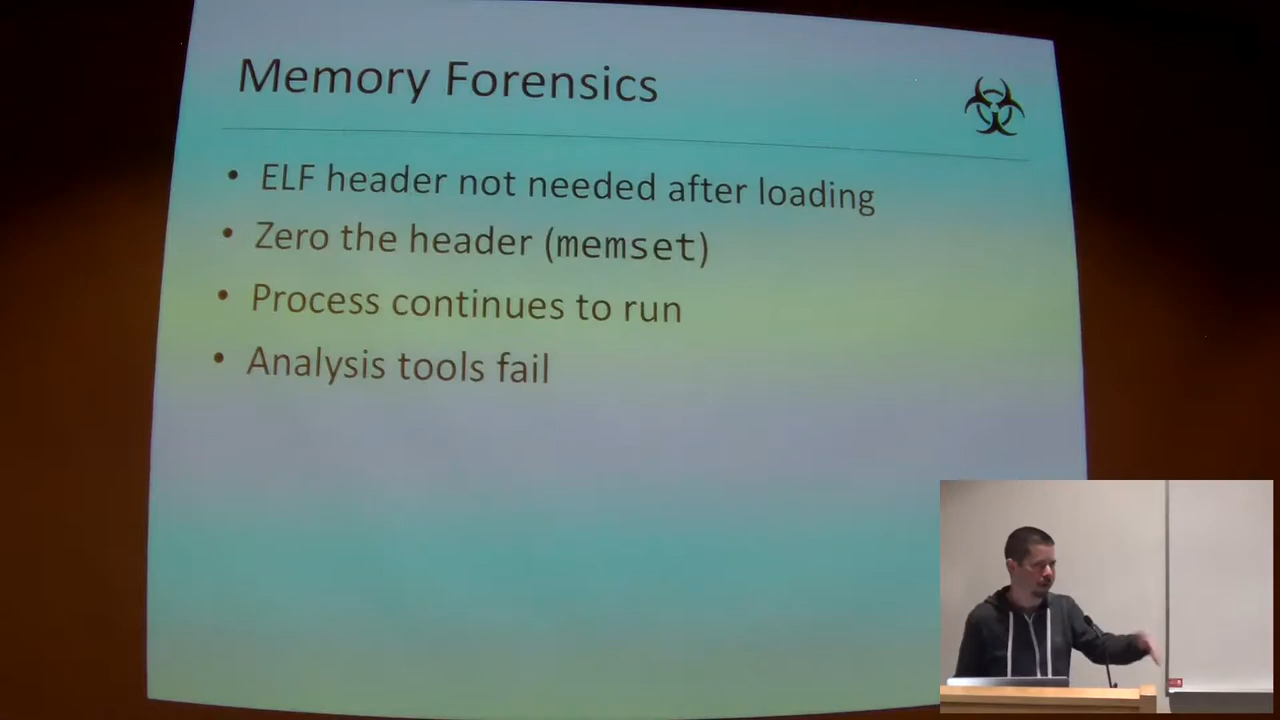 Memory Forensics
• ELF header not needed after loading
• Zero the header (memset)
• Process continues to run
• Analysis tools fail